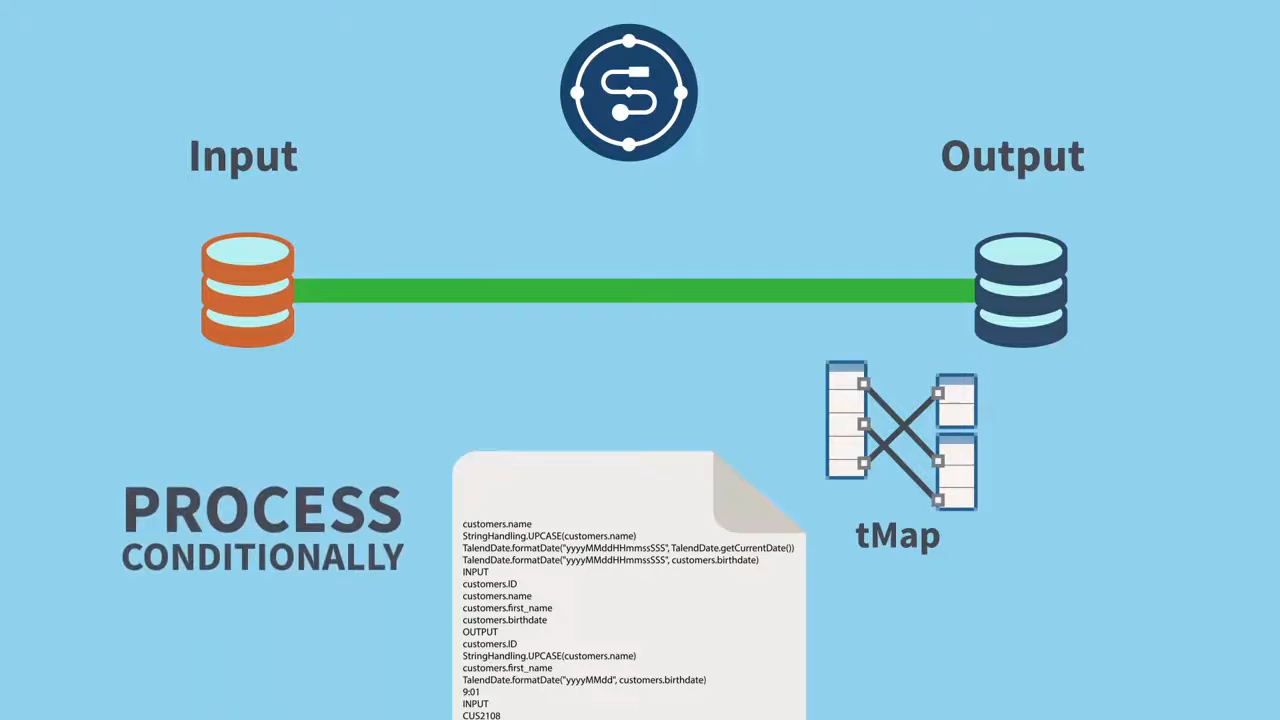 Input
Output
PROCESS
CONDITIONALLY
customers.name
StringHandling.UPCASE(customers.name)
TalendDate.formatDate("yyyyMMddHHmmssSSS", TalendDate.getCurrentDate())
TalendDate.formatDate("yyyyMMddHHmmssSSS", customers.birthdate)
INPUT
customers.ID
customers.name
customers.first_name
customers.birthdate
OUTPUT
customers.ID
StringHandling.UPCASE(customers.name)
customers.first_name
TalendDate.formatDate("yyyyMMdd", customers.birthdate)
9:01
INPUT
CUS2108
tMap